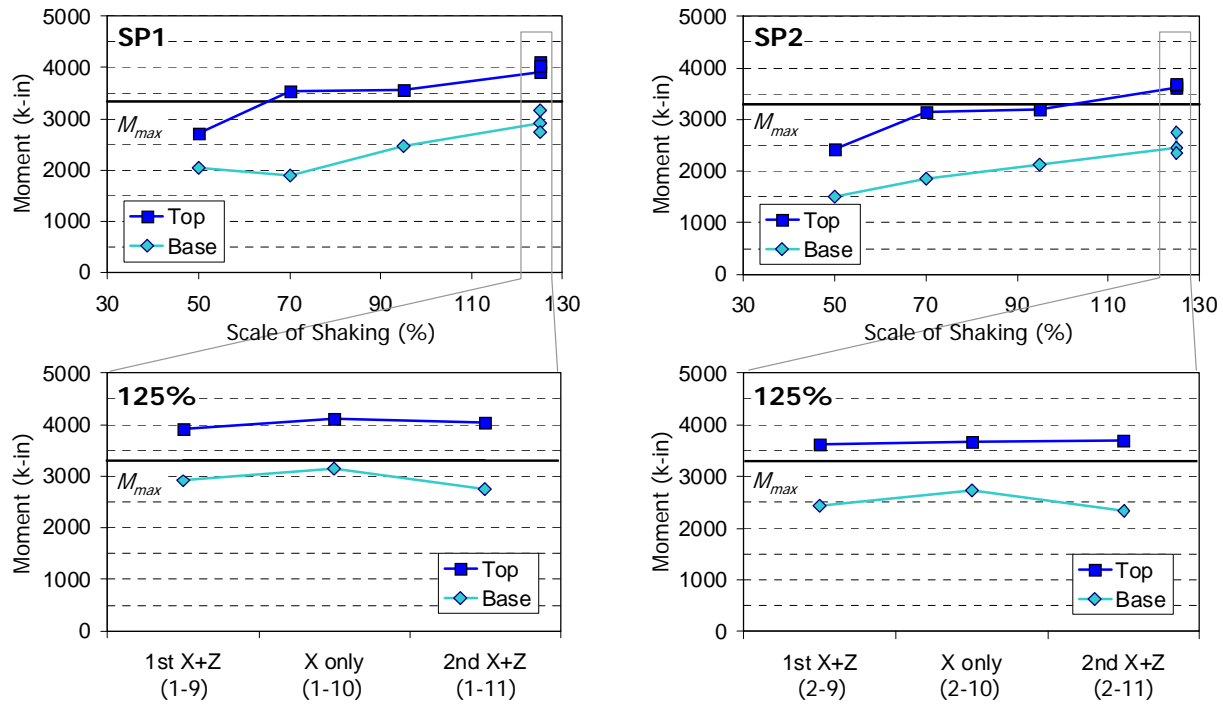 SP1
Moment (k-in)
5000
4000
3000
2000
1000
0
Mmax
Top
Base
30 50 70 90 110 130
Scale of Shaking (%)
SP2
Moment (k-in)
5000
4000
3000
2000
1000
0
Mmax
Top
Base
30 50 70 90 110 130
Scale of Shaking (%)
125%
Moment (k-in)
5000
4000
3000
2000
1000
0
Mmax
Top
Base
1st X+Z X only 2nd X+Z
(1-9) (1-10) (1-11)
125%
Moment (k-in)
5000
4000
3000
2000
1000
0
Mmax
Top
Base
1st X+Z X only 2nd X+Z
(2-9) (2-10) (2-11)